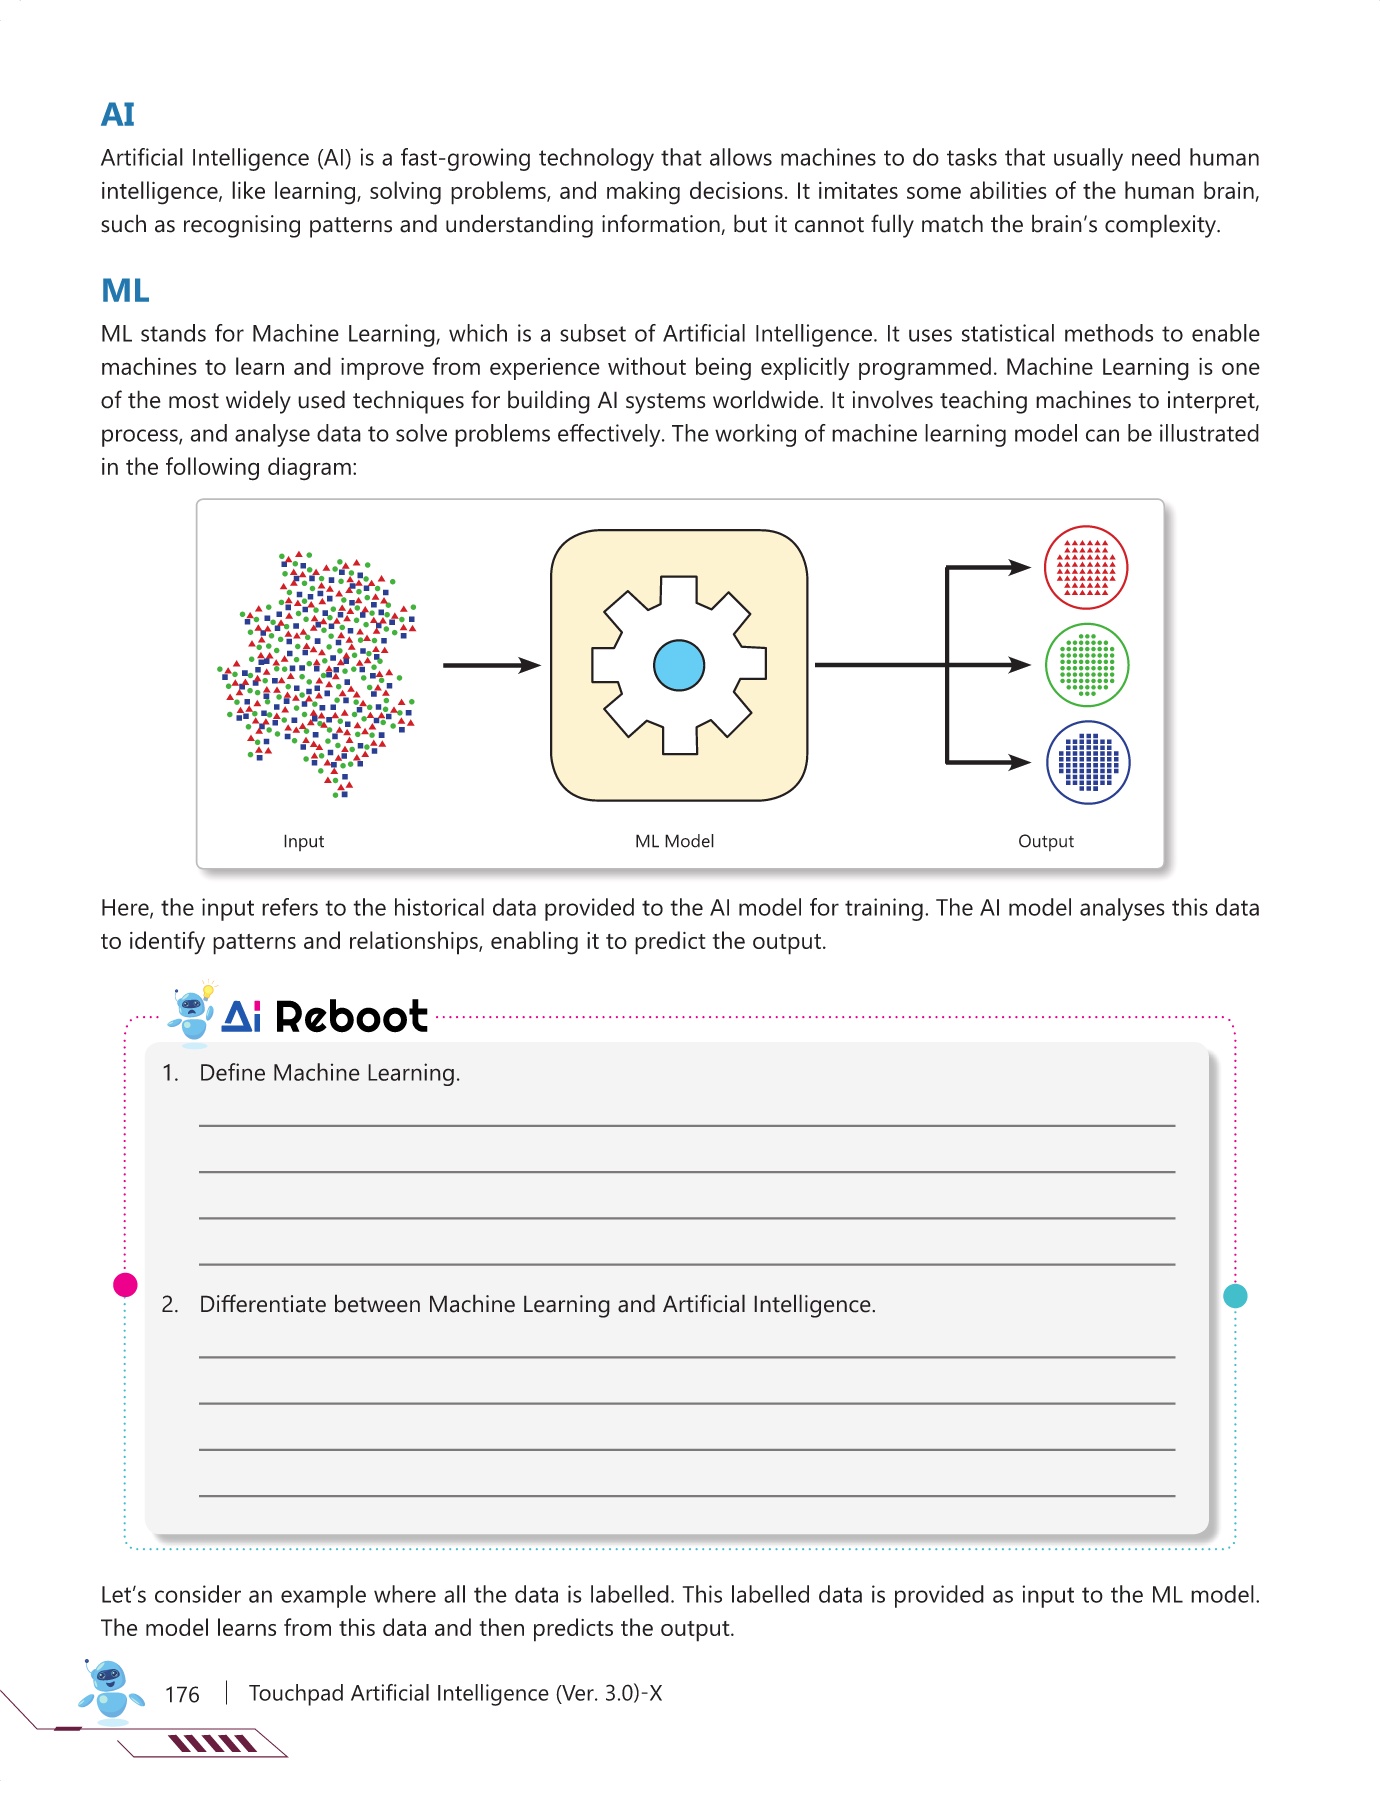 AI
Artificial Intelligence (AI) is a fast-growing technology that allows machines to do tasks that usually need human
intelligence, like learning, solving problems, and making decisions. It imitates some abilities of the human brain,
such as recognising patterns and understanding information, but it cannot fully match the brain's complexity.
ML
ML stands for Machine Learning, which is a subset of Artificial Intelligence. It uses statistical methods to enable
machines to learn and improve from experience without being explicitly programmed. Machine Learning is one
of the most widely used techniques for building AI systems worldwide. It involves teaching machines to interpret,
process, and analyse data to solve problems effectively. The working of machine learning model can be illustrated
in the following diagram:
Input
ML Model
Output
Here, the input refers to the historical data provided to the AI model for training. The AI model analyses this data
to identify patterns and relationships, enabling it to predict the output.
Ai Reboot
1. Define Machine Learning.
2. Differentiate between Machine Learning and Artificial Intelligence.
Let's consider an example where all the data is labelled. This labelled data is provided as input to the ML model.
The model learns from this data and then predicts the output.
176 | Touchpad Artificial Intelligence (Ver. 3.0)-X